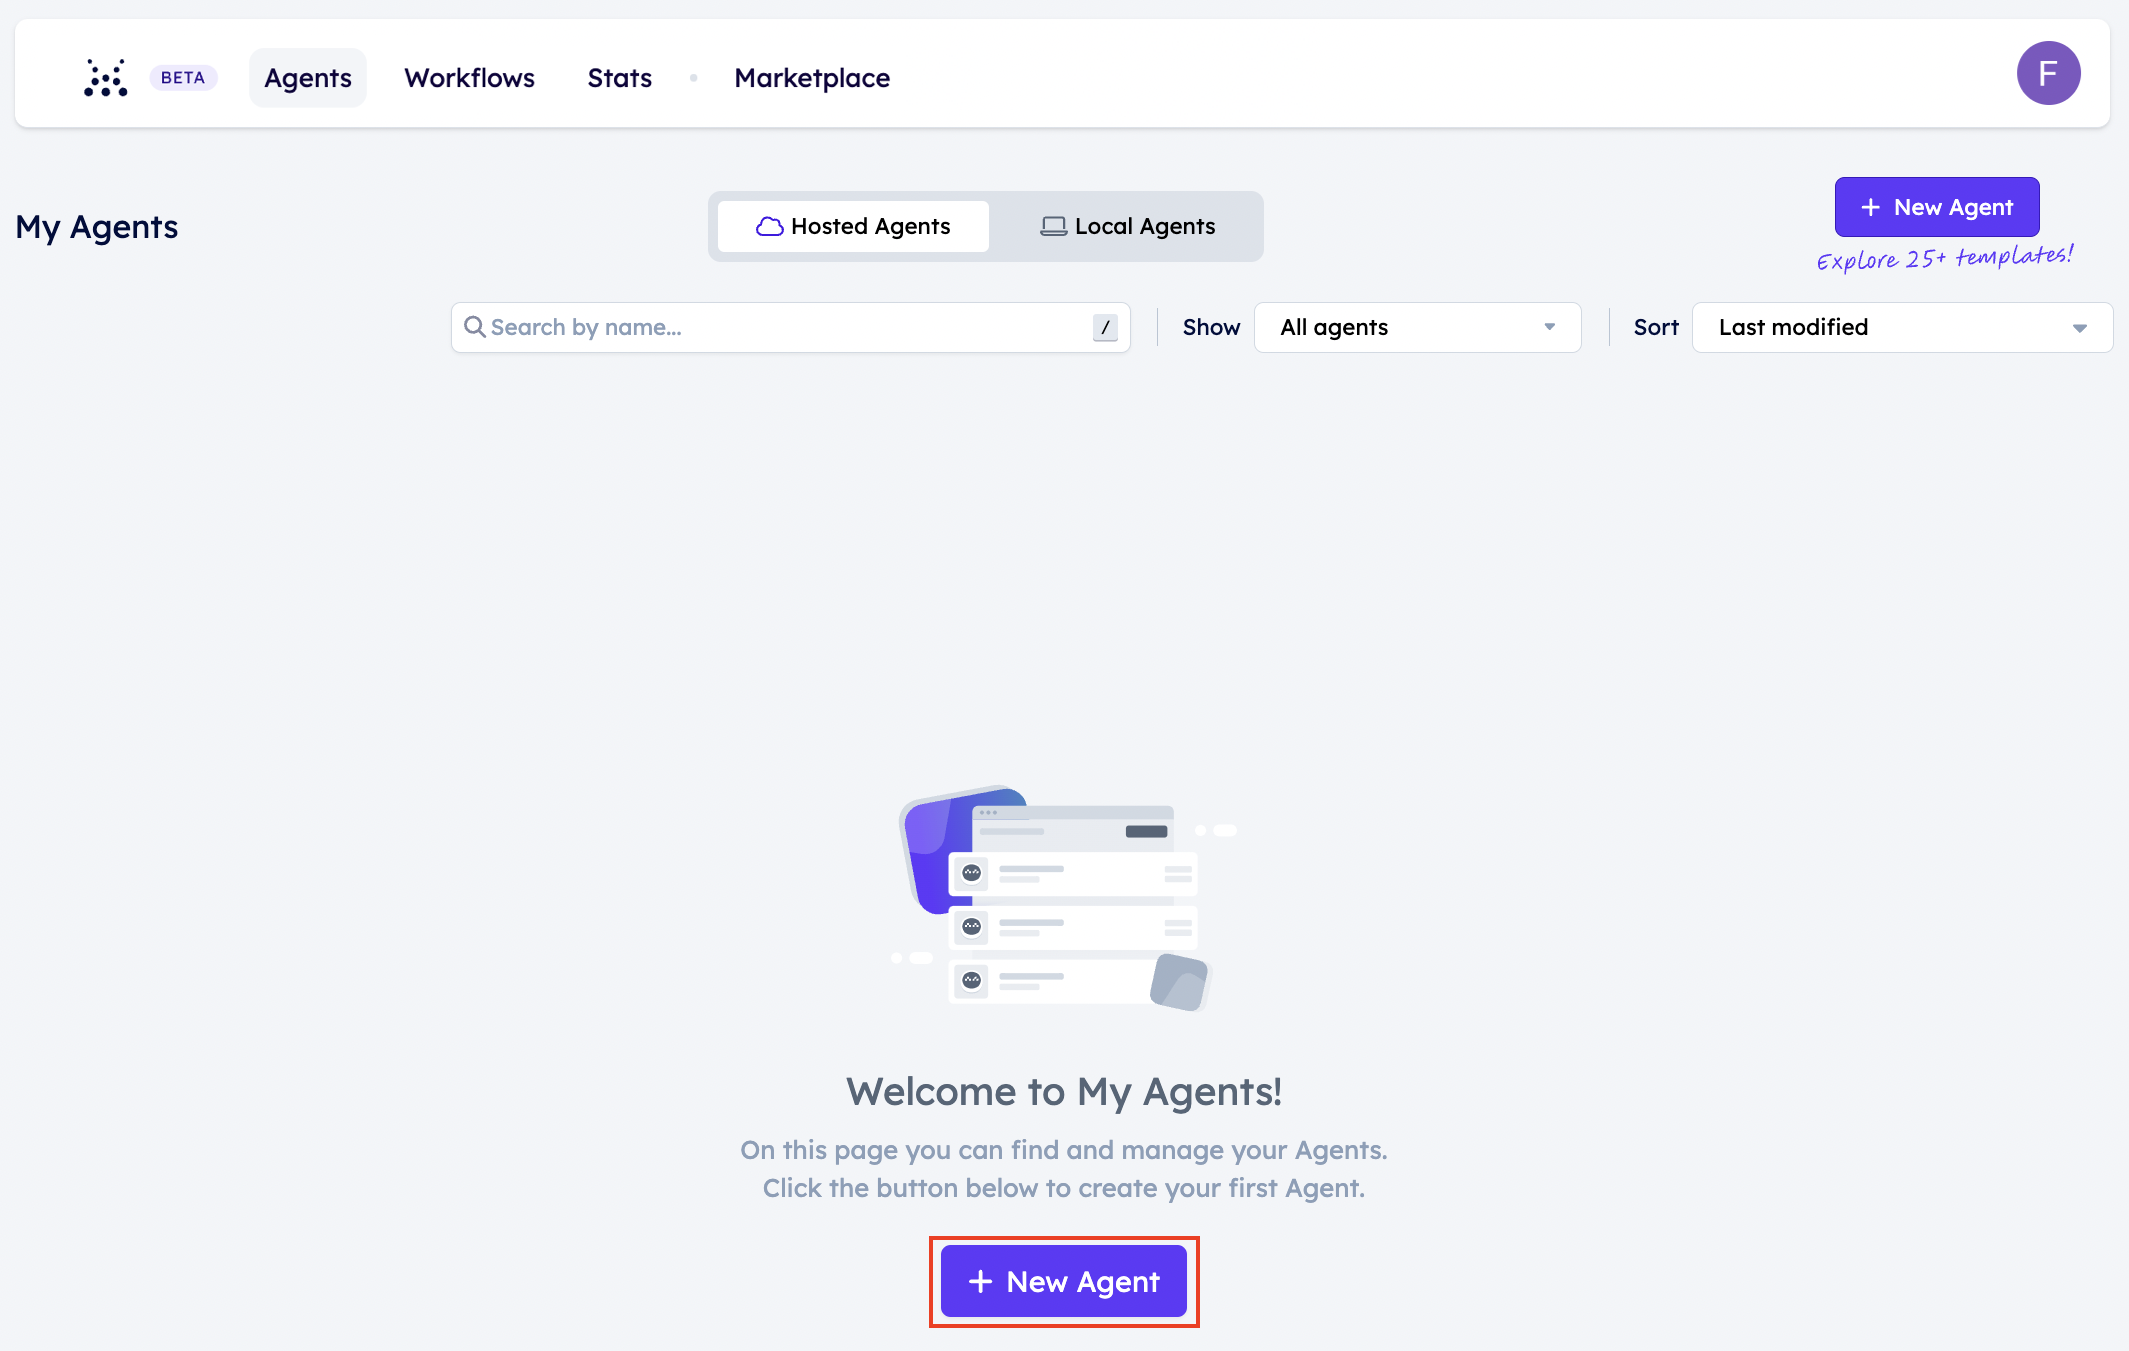 BETA Agents Workflows Stats Marketplace F
My Agents Hosted Agents Local Agents + New Agent
Explore 25+ templates!
Search by name... / Show All agents Sort Last modified
Welcome to My Agents!
On this page you can find and manage your Agents.
Click the button below to create your first Agent.
+ New Agent